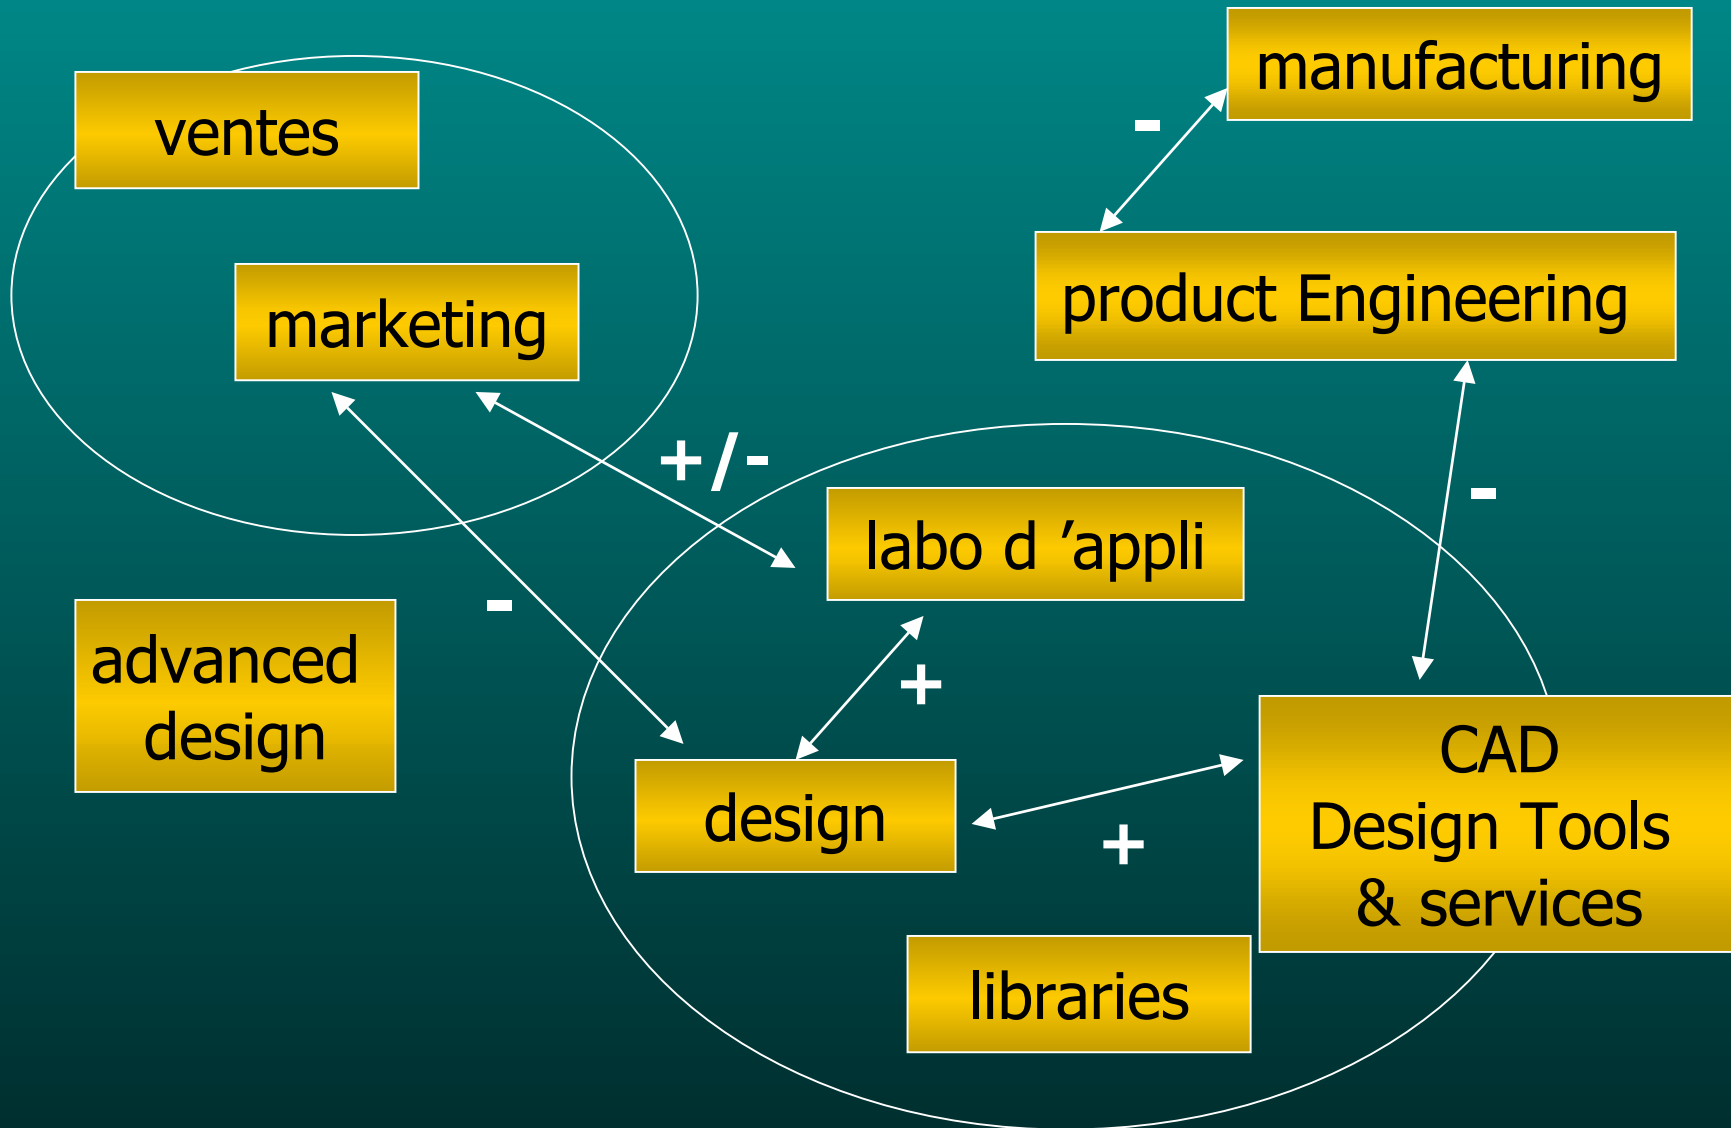 manufacturing
ventes
-
product Engineering
marketing
+/-
-
labo d ’appli
-
advanced
design
+
CAD
design
Design Tools
+
& services
libraries